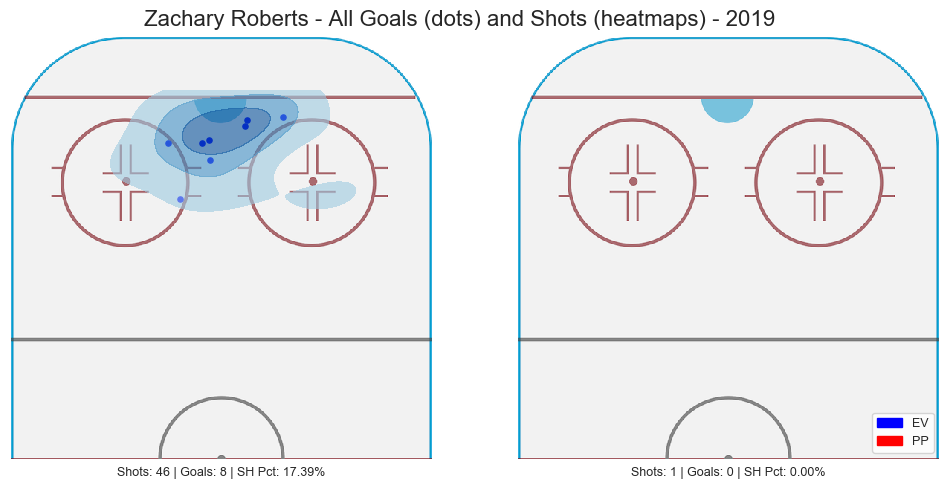 Zachary Roberts - All Goals (dots) and Shots (heatmaps) - 2019
EV
PP
Shots: 46 | Goals: 8 | SH Pct: 17.39%
Shots: 1 | Goals: 0 | SH Pct: 0.00%